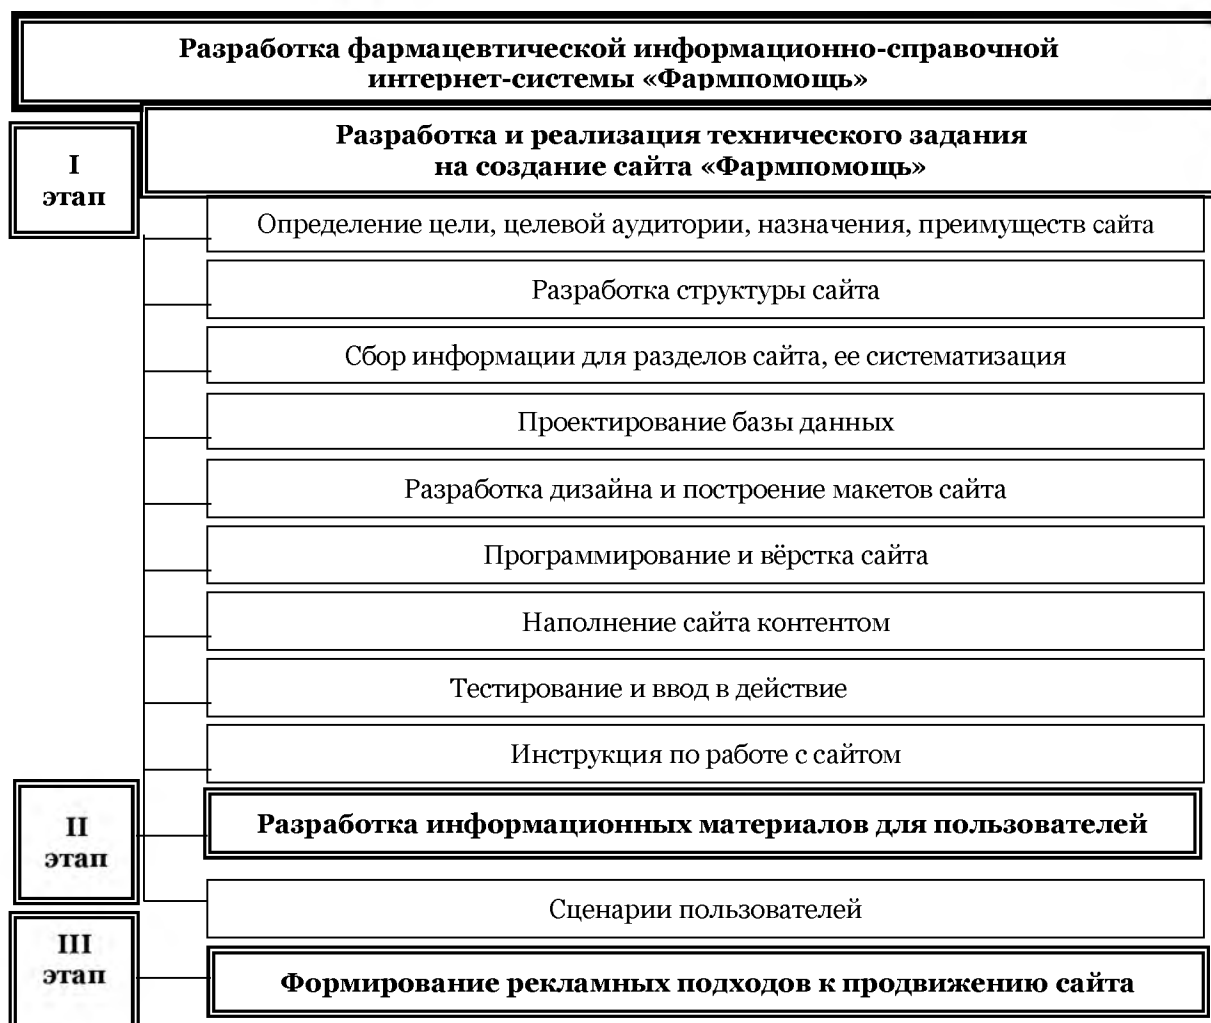 Разработка фармацевтической информационно-справочной
интернет-системы «Фармпомощь»
I
этап
Разработка и реализация технического задания
на создание сайта «Фармпомощь»
Определение цели, целевой аудитории, назначения, преимуществ сайта
Разработка структуры сайта
Сбор информации для разделов сайта, ее систематизация
Проектирование базы данных
Разработка дизайна и построение макетов сайта
Программирование и вёрстка сайта
Наполнение сайта контентом
Тестирование и ввод в действие
Инструкция по работе с сайтом
II
этап
Разработка информационных материалов для пользователей
Сценарии пользователей
III
этап
Формирование рекламных подходов к продвижению сайта